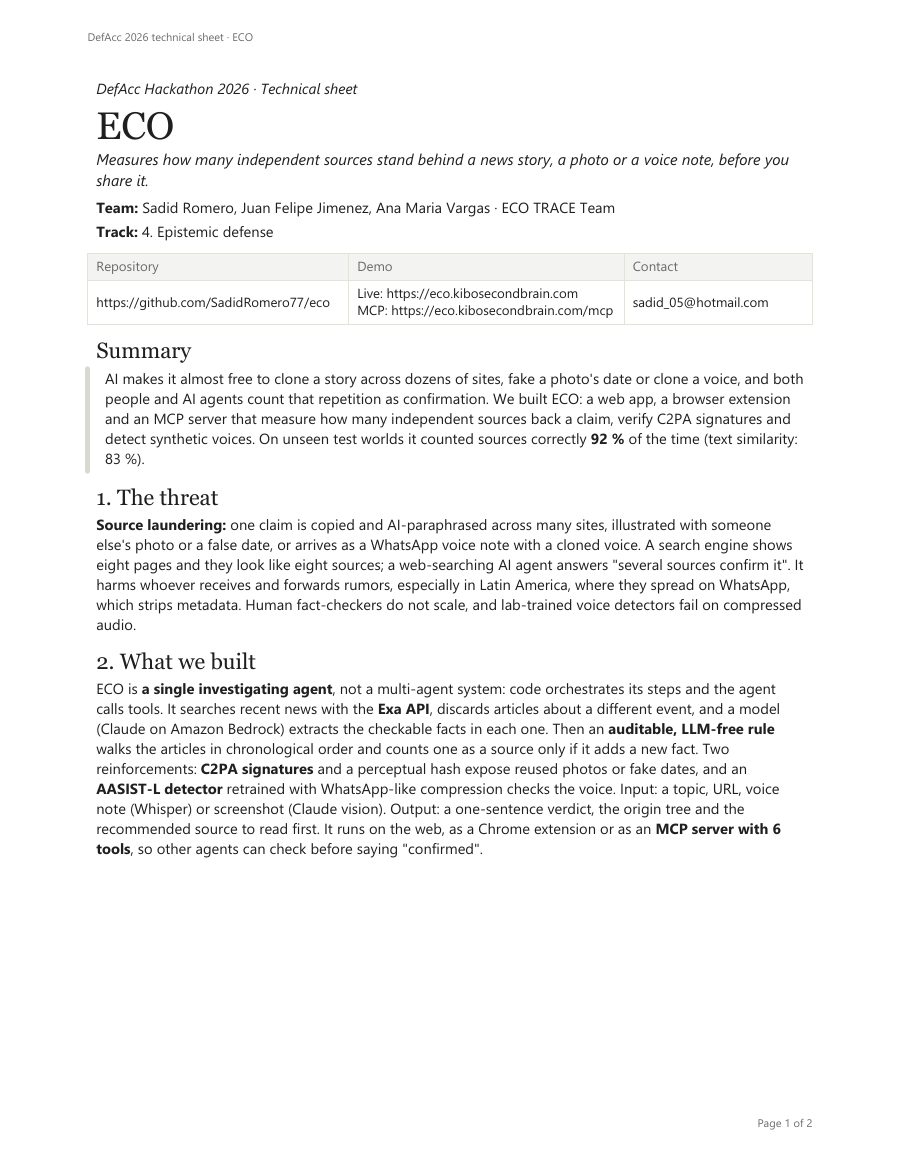 DefAcc 2026 technical sheet · ECO
DefAcc Hackathon 2026 · Technical sheet
ECO
Measures how many independent sources stand behind a news story, a photo or a voice note, before you
share it.
Team: Sadid Romero, Juan Felipe Jimenez, Ana Maria Vargas · ECO TRACE Team
Track: 4. Epistemic defense
Repository
Demo
Contact
https://github.com/SadidRomero77/eco
Live: https://eco.kibosecondbrain.com
MCP: https://eco.kibosecondbrain.com/mcp
sadid_05@hotmail.com
Summary
AI makes it almost free to clone a story across dozens of sites, fake a photo's date or clone a voice, and both
people and AI agents count that repetition as confirmation. We built ECO: a web app, a browser extension
and an MCP server that measure how many independent sources back a claim, verify C2PA signatures and
detect synthetic voices. On unseen test worlds it counted sources correctly 92 % of the time (text similarity:
83 %).
1. The threat
Source laundering: one claim is copied and AI-paraphrased across many sites, illustrated with someone
else's photo or a false date, or arrives as a WhatsApp voice note with a cloned voice. A search engine shows
eight pages and they look like eight sources; a web-searching AI agent answers "several sources confirm it". It
harms whoever receives and forwards rumors, especially in Latin America, where they spread on WhatsApp,
which strips metadata. Human fact-checkers do not scale, and lab-trained voice detectors fail on compressed
audio.
2. What we built
ECO is a single investigating agent, not a multi-agent system: code orchestrates its steps and the agent
calls tools. It searches recent news with the Exa API, discards articles about a different event, and a model
(Claude on Amazon Bedrock) extracts the checkable facts in each one. Then an auditable, LLM-free rule
walks the articles in chronological order and counts one as a source only if it adds a new fact. Two
reinforcements: C2PA signatures and a perceptual hash expose reused photos or fake dates, and an
AASIST-L detector retrained with WhatsApp-like compression checks the voice. Input: a topic, URL, voice
note (Whisper) or screenshot (Claude vision). Output: a one-sentence verdict, the origin tree and the
recommended source to read first. It runs on the web, as a Chrome extension or as an MCP server with 6
tools, so other agents can check before saying "confirmed".
Page 1 of 2